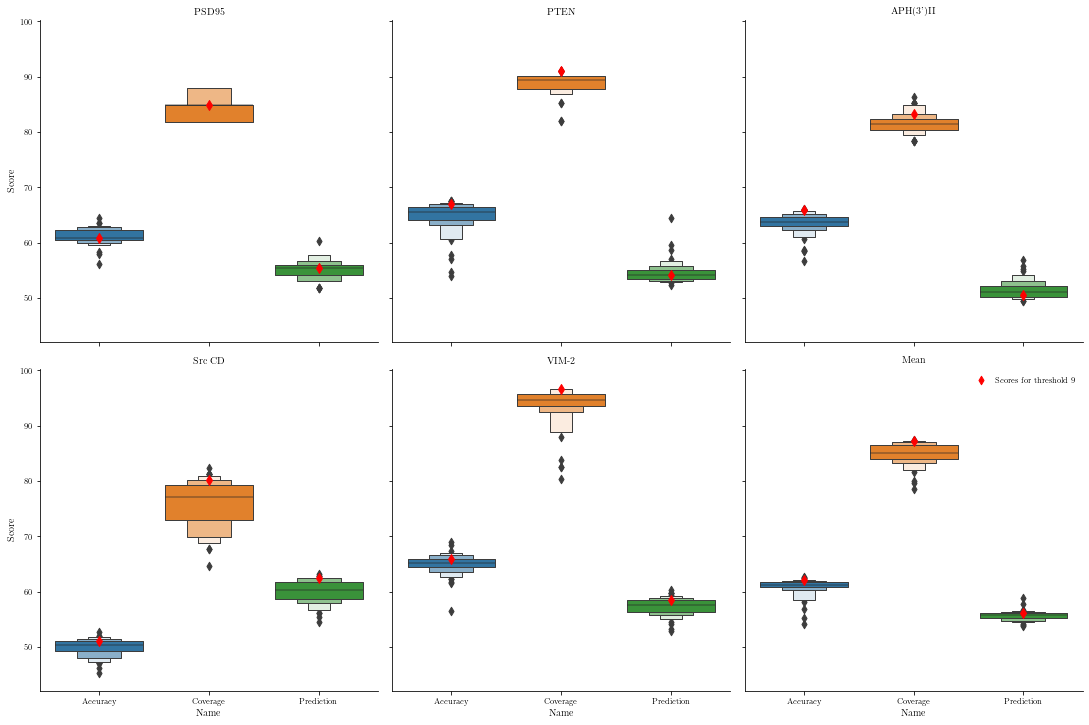 PSD95
PTEN
APH(3')II
100
90
80
70
60
50
Score
Src CD
VIM-2
Mean
100
90
80
70
60
50
Score
Scores for threshold 9
Accuracy
Coverage
Prediction
Accuracy
Coverage
Prediction
Accuracy
Coverage
Prediction
Name
Name
Name